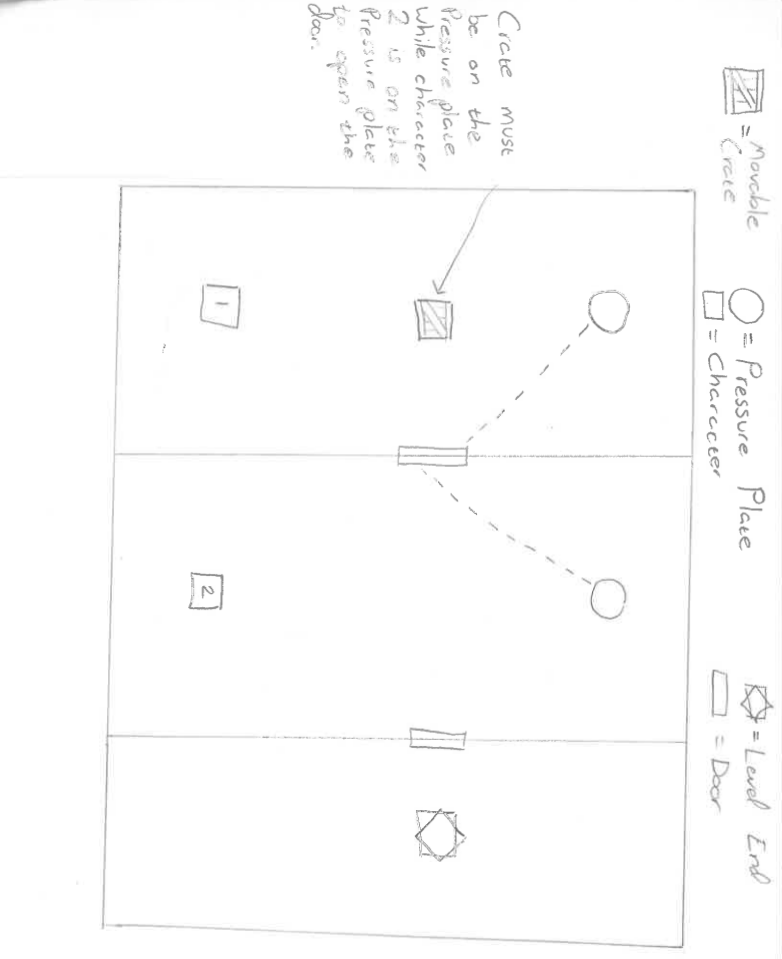 = Movable
Crate
= Pressure Plate
= Character
= Level End
= Door
Crate must
be on the
Pressure plate
while character
2 is on the
Pressure plate
to open the
door.
1
2